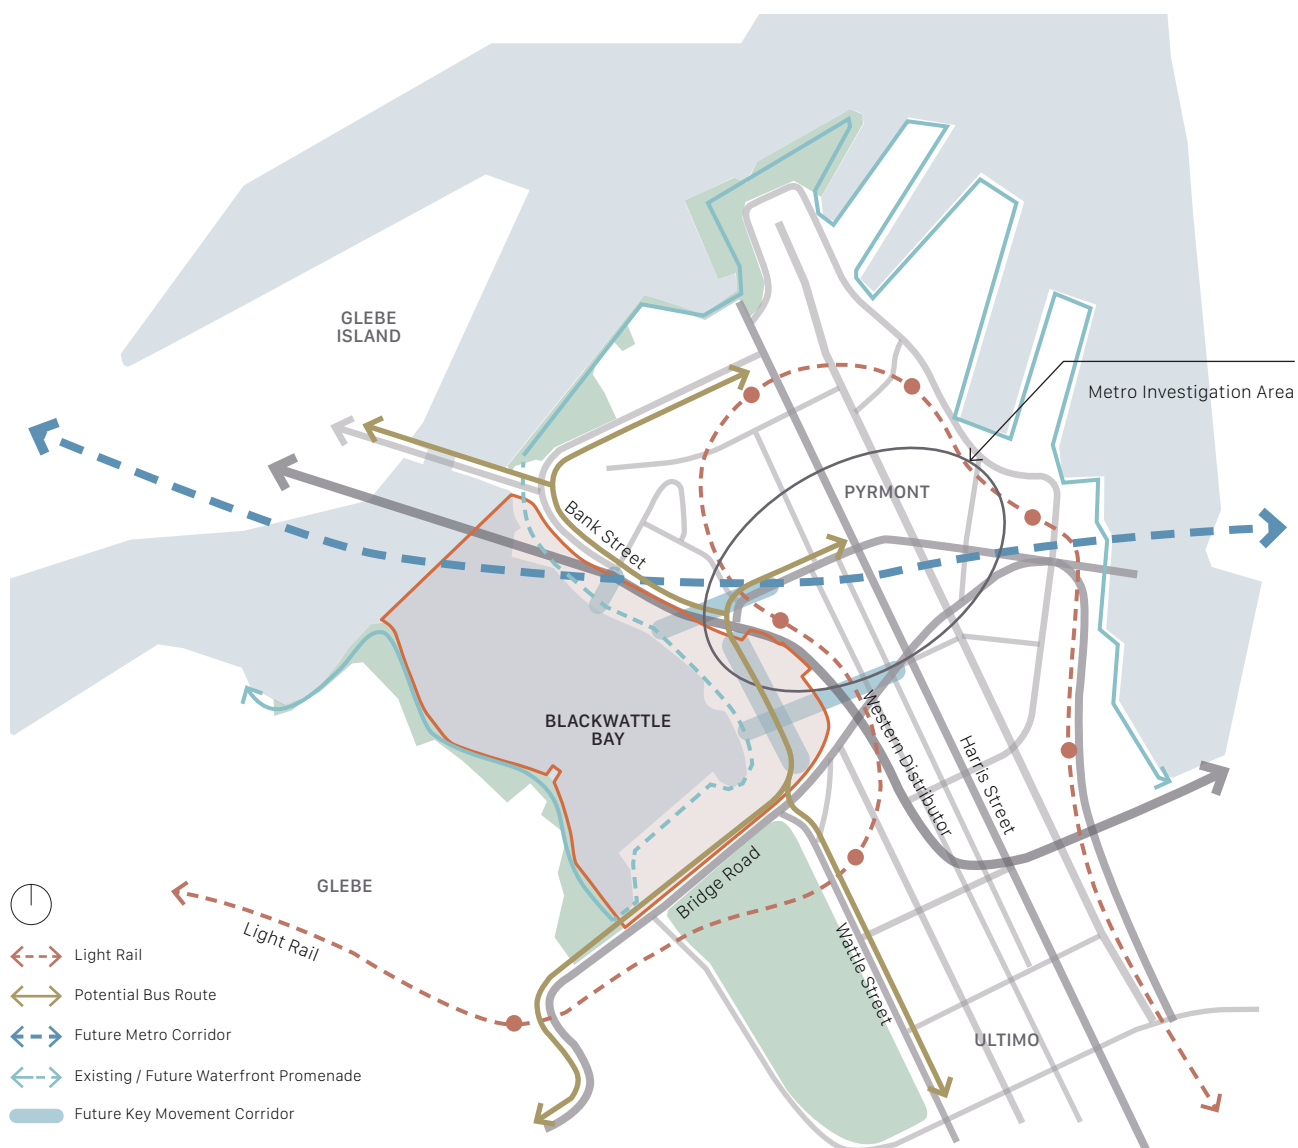 GLEBE
ISLAND
Metro Investigation Area
PYRMONT
Bank Street
BLACKWATTLE
BAY
Western Distributor
Harris Street
GLEBE
Bridge Road
Light Rail
Wattle Street
ULTIMO
Light Rail
Potential Bus Route
Future Metro Corridor
Existing / Future Waterfront Promenade
Future Key Movement Corridor